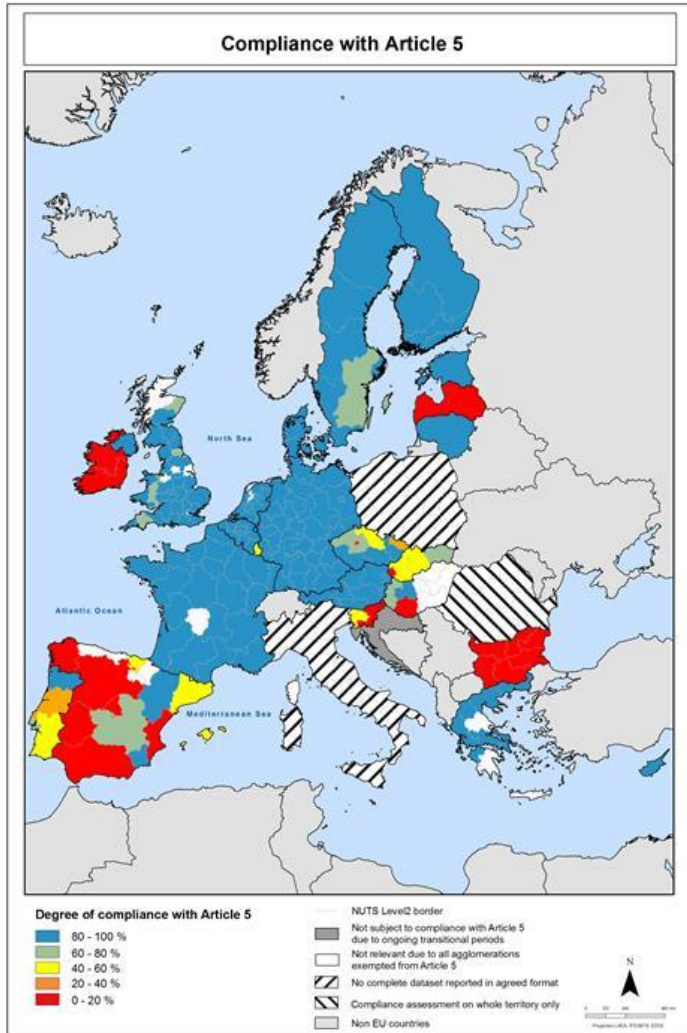 Compliance with Article 5
North Sea
Atlantic Ocean
Mediterranean Sea
Degree of compliance with Article 5
80 - 100 %
60 - 80 %
40 - 60 %
20 - 40 %
0 - 20 %
NUTS Level2 border
Not subject to compliance with Article 5
due to ongoing transitional periods
Not relevant due to all agglomerations
exempted from Article 5
No complete dataset reported in agreed format
Compliance assessment on whole territory only
Non EU countries
N